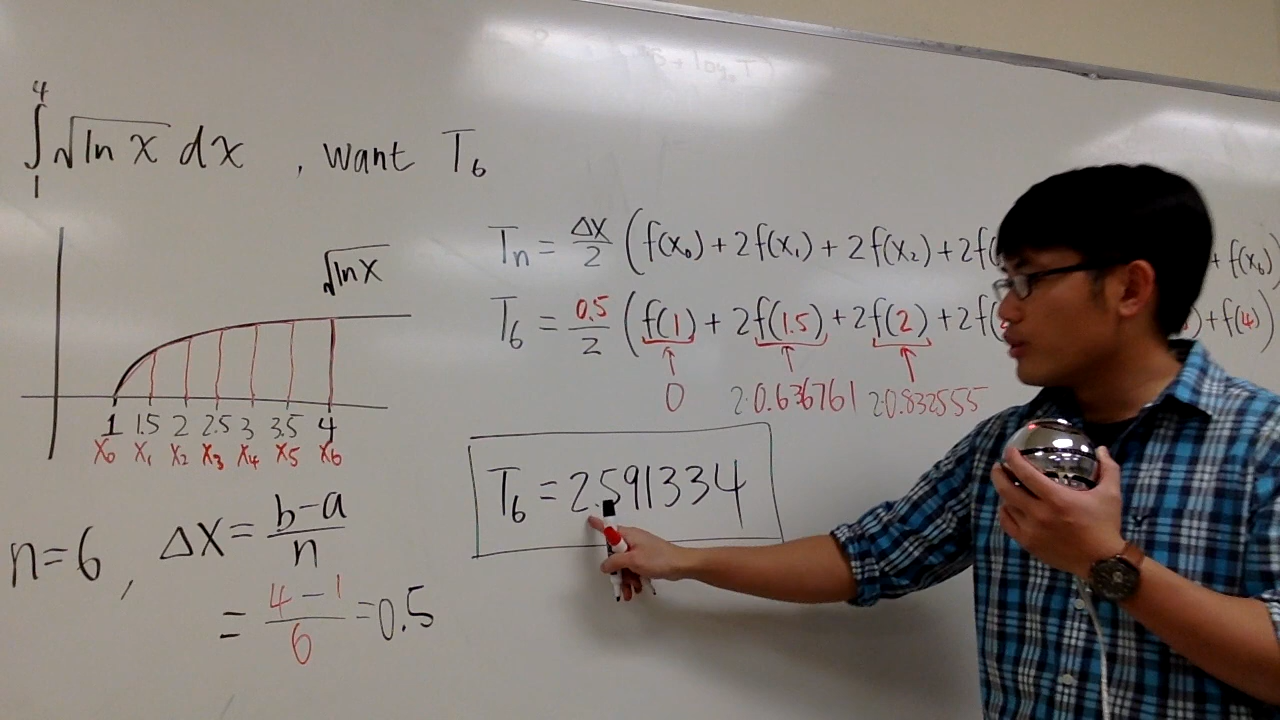 ∫₁⁴ √(ln x) dx , want T₆
√ln x
1 1.5 2 2.5 3 3.5 4
x₀ x₁ x₂ x₃ x₄ x₅ x₆
n=6 , Δx = (b-a)/n
= (4-1)/6 = 0.5
Tₙ = Δx/2 (f(x₀) + 2f(x₁) + 2f(x₂) + 2f( + f(x₆)
T₆ = 0.5/2 (f(1) + 2f(1.5) + 2f(2) + 2f( ) + f(4))
0 2·0.636761 2·0.832555
T₆ = 2.591334